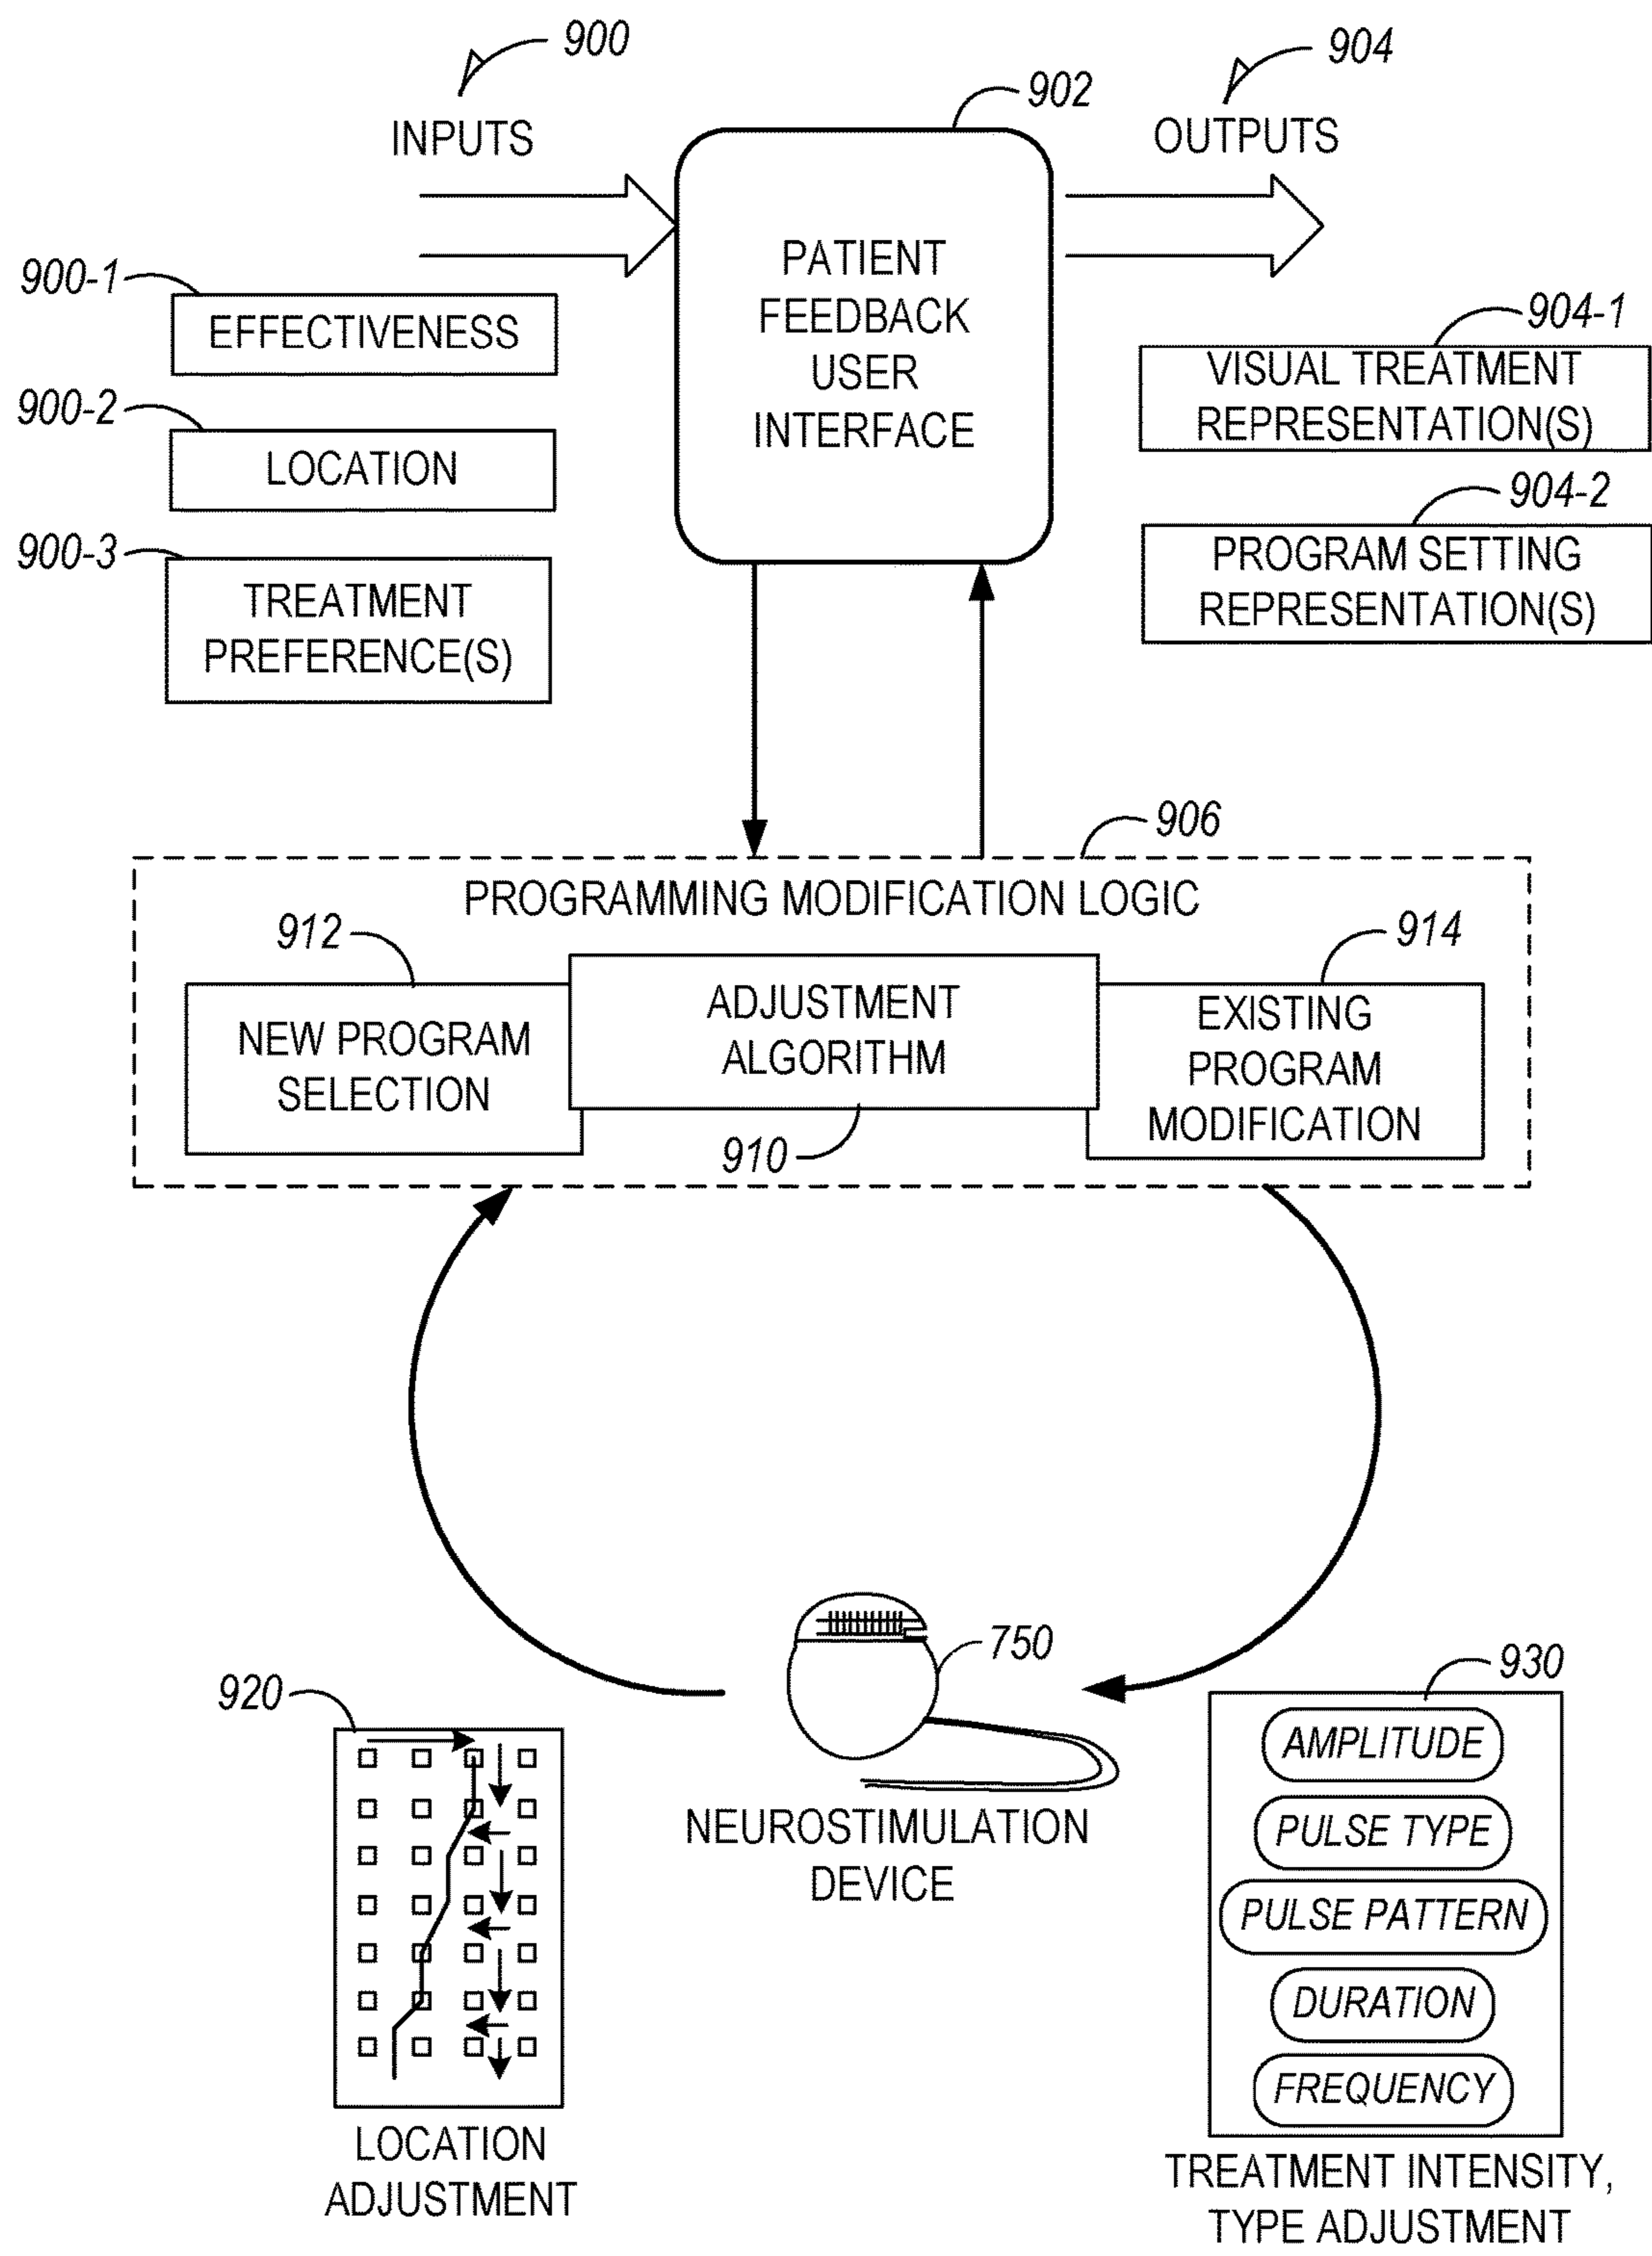 900
904
902
INPUTS
OUTPUTS
PATIENT
FEEDBACK
USER
INTERFACE
900-1
EFFECTIVENESS
900-2
LOCATION
900-3
TREATMENT
PREFERENCE(S)
904-1
VISUAL TREATMENT
REPRESENTATION(S)
904-2
PROGRAM SETTING
REPRESENTATION(S)
906
PROGRAMMING MODIFICATION LOGIC
912
914
NEW PROGRAM
SELECTION
ADJUSTMENT
ALGORITHM
910
EXISTING
PROGRAM
MODIFICATION
750
NEUROSTIMULATION
DEVICE
920
LOCATION
ADJUSTMENT
930
AMPLITUDE
PULSE TYPE
PULSE PATTERN
DURATION
FREQUENCY
TREATMENT INTENSITY,
TYPE ADJUSTMENT